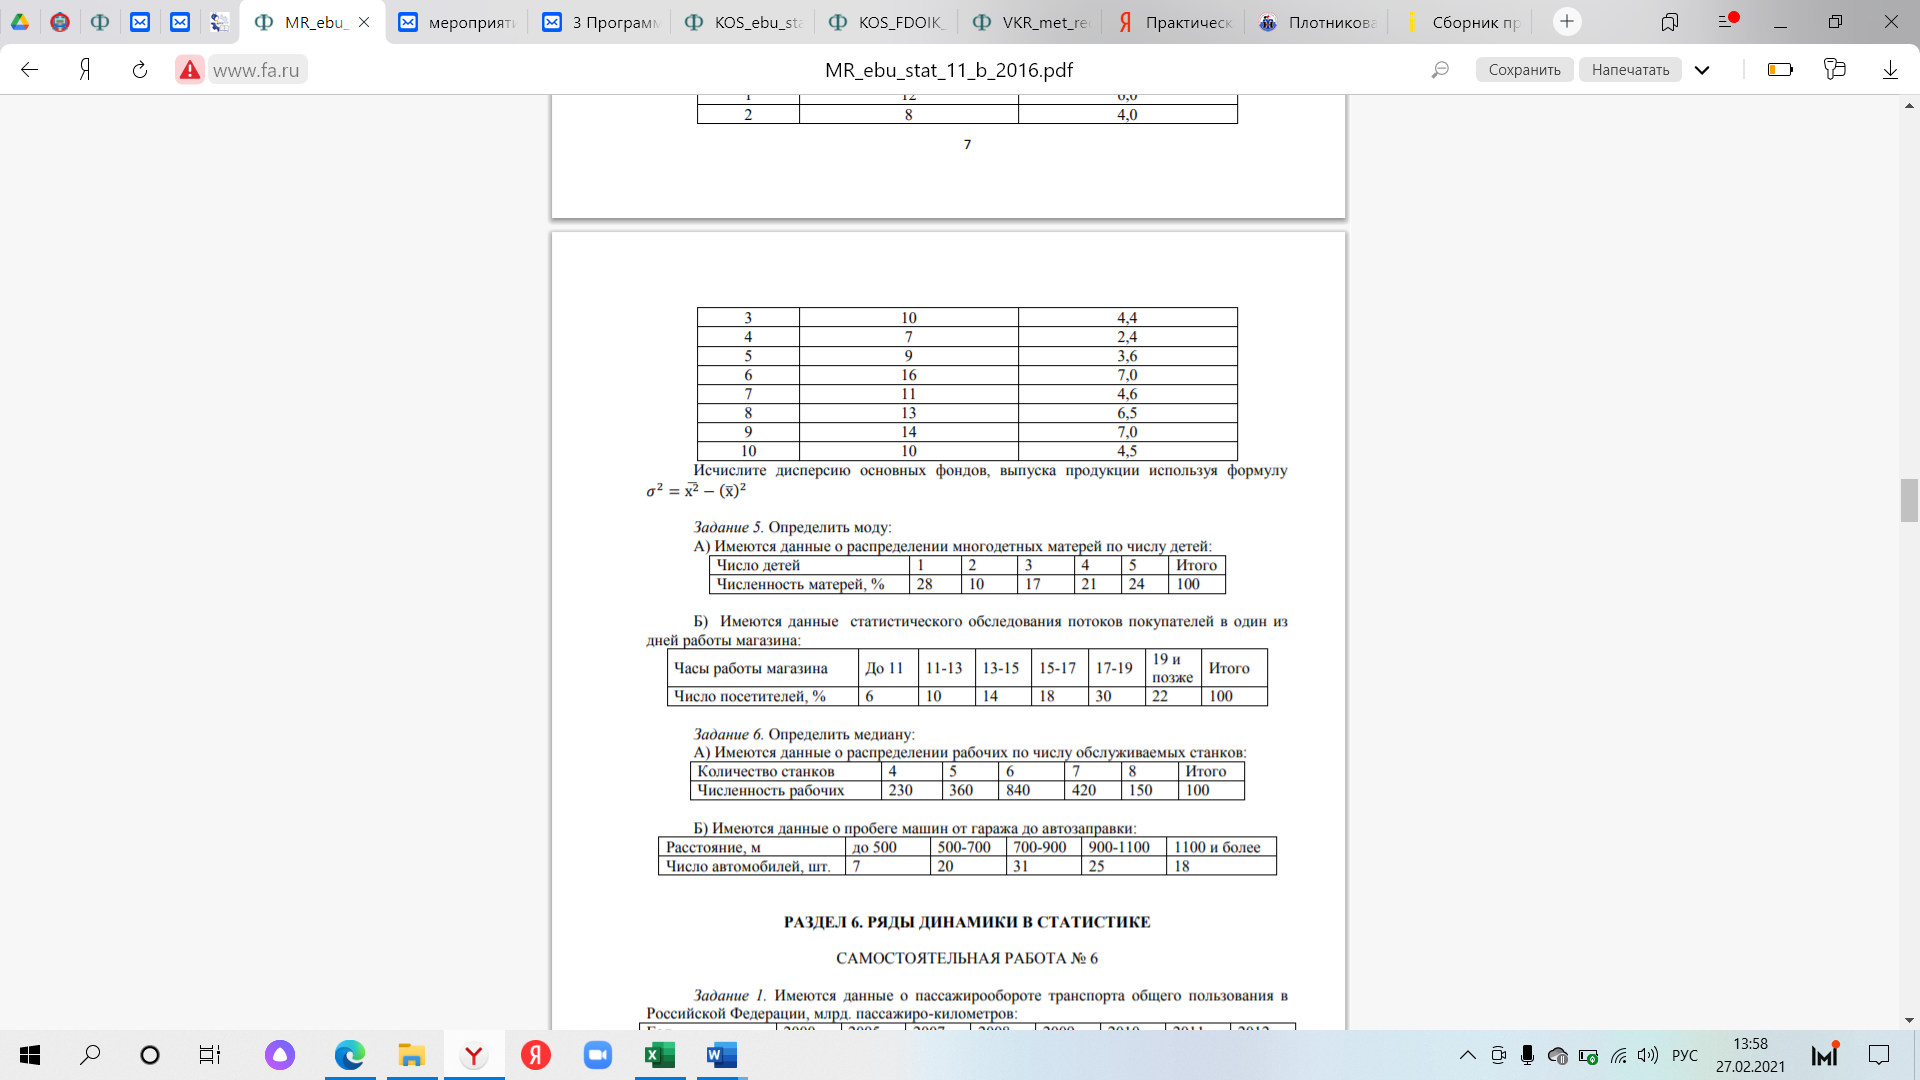 MR_ebu_
мероприяти
3 Программ
KOS_ebu_sta
KOS_FDOIK_
VKR_met_re
Практическ
Плотникова
Сборник пр
www.fa.ru
MR_ebu_stat_11_b_2016.pdf
Сохранить
Напечатать
1 12 6,0
2 8 4,0
7
3 10 4,4
4 7 2,4
5 9 3,6
6 16 7,0
7 11 4,6
8 13 6,5
9 14 7,0
10 10 4,5
Исчислите дисперсию основных фондов, выпуска продукции используя формулу
σ² = x̅² − (x̅)²
Задание 5. Определить моду:
А) Имеются данные о распределении многодетных матерей по числу детей:
Число детей 1 2 3 4 5 Итого
Численность матерей, % 28 10 17 21 24 100
Б) Имеются данные статистического обследования потоков покупателей в один из
дней работы магазина:
Часы работы магазина До 11 11-13 13-15 15-17 17-19 19 и позже Итого
Число посетителей, % 6 10 14 18 30 22 100
Задание 6. Определить медиану:
А) Имеются данные о распределении рабочих по числу обслуживаемых станков:
Количество станков 4 5 6 7 8 Итого
Численность рабочих 230 360 840 420 150 100
Б) Имеются данные о пробеге машин от гаража до автозаправки:
Расстояние, м до 500 500-700 700-900 900-1100 1100 и более
Число автомобилей, шт. 7 20 31 25 18
РАЗДЕЛ 6. РЯДЫ ДИНАМИКИ В СТАТИСТИКЕ
САМОСТОЯТЕЛЬНАЯ РАБОТА № 6
Задание 1. Имеются данные о пассажирообороте транспорта общего пользования в
Российской Федерации, млрд. пассажиро-километров:
РУС
13:58
27.02.2021